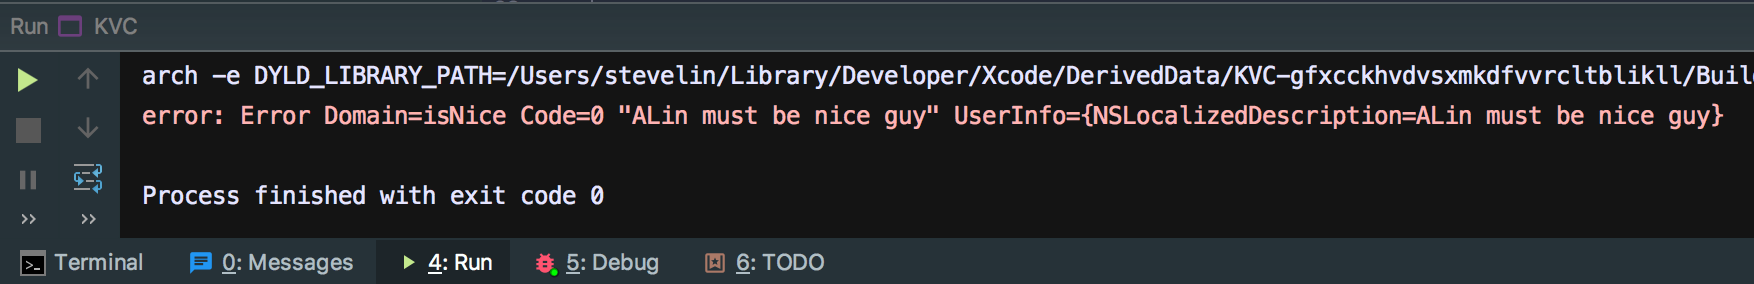 Run KVC
arch -e DYLD_LIBRARY_PATH=/Users/stevelin/Library/Developer/Xcode/DerivedData/KVC-gfxcckhvdvsxmkdfvvrcltblikll/Buil
error: Error Domain=isNice Code=0 "ALin must be nice guy" UserInfo={NSLocalizedDescription=ALin must be nice guy}
Process finished with exit code 0
Terminal 0: Messages 4: Run 5: Debug 6: TODO